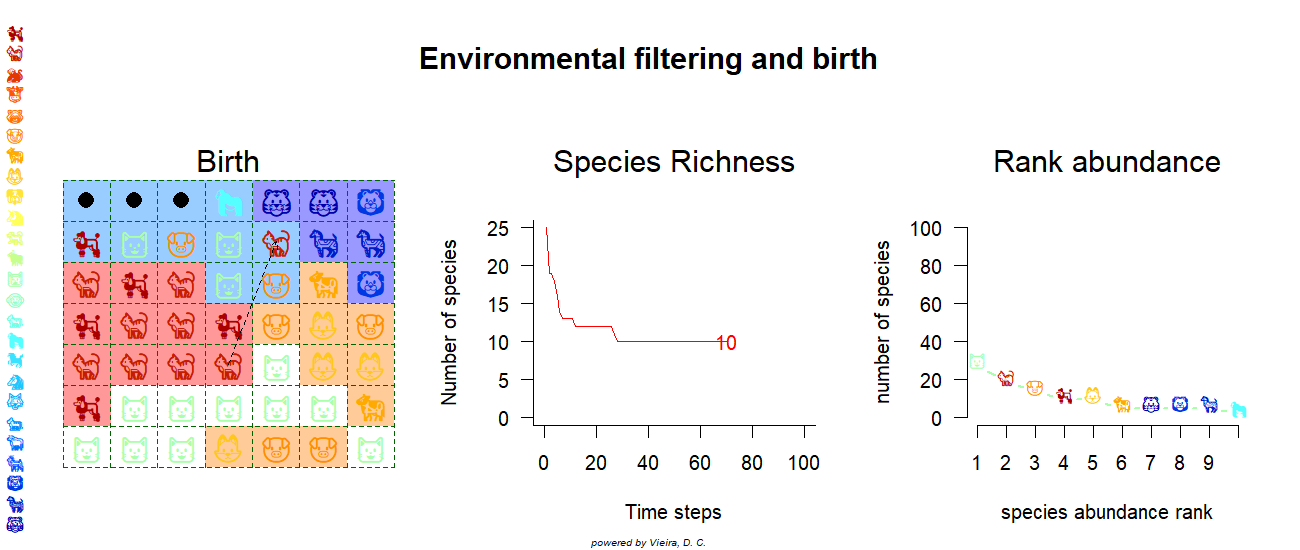 Environmental filtering and birth
Birth
Species Richness
Rank abundance
Number of species
25
20
15
10
5
0
10
0 20 40 60 80 100
Time steps
number of species
100
80
60
40
20
0
1 2 3 4 5 6 7 8 9
species abundance rank
powered by Vieira, D. C.